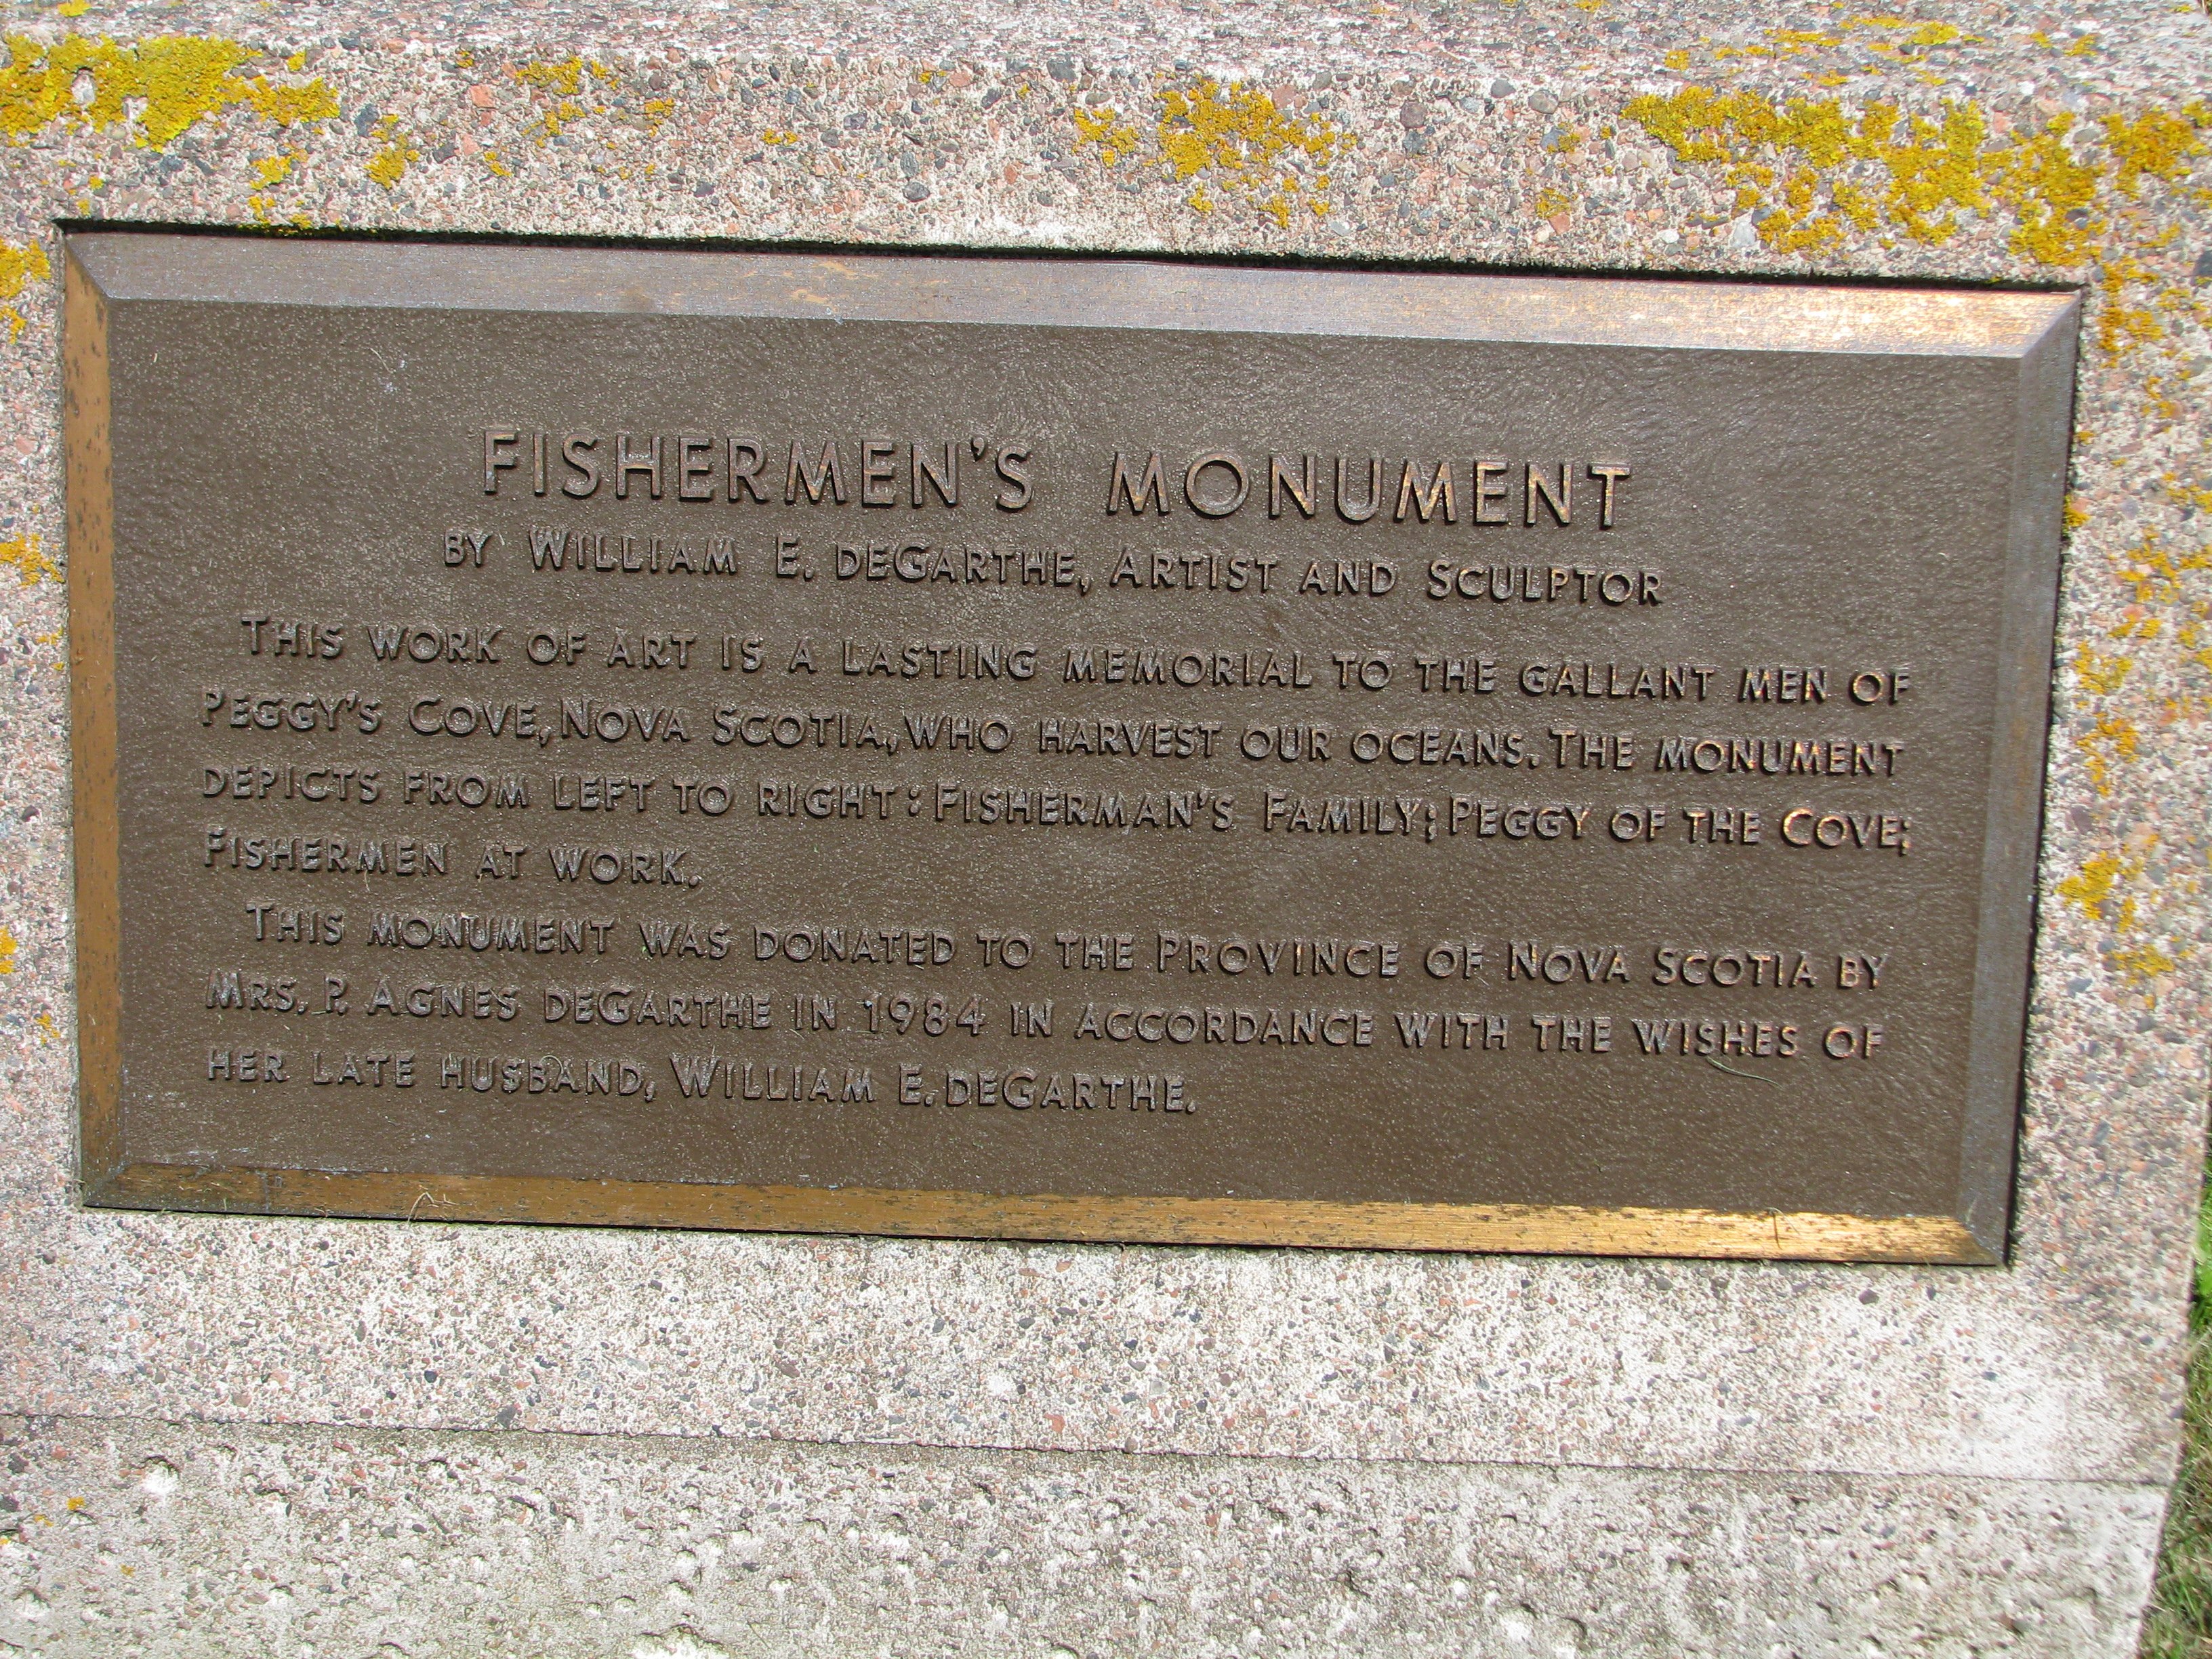 FISHERMEN'S MONUMENT
BY WILLIAM E. DEGARTHE, ARTIST AND SCULPTOR
THIS WORK OF ART IS A LASTING MEMORIAL TO THE GALLANT MEN OF
PEGGY'S COVE, NOVA SCOTIA, WHO HARVEST OUR OCEANS. THE MONUMENT
DEPICTS FROM LEFT TO RIGHT: FISHERMAN'S FAMILY; PEGGY OF THE COVE;
FISHERMEN AT WORK.
THIS MONUMENT WAS DONATED TO THE PROVINCE OF NOVA SCOTIA BY
MRS. P. AGNES DEGARTHE IN 1984 IN ACCORDANCE WITH THE WISHES OF
HER LATE HUSBAND, WILLIAM E. DEGARTHE.